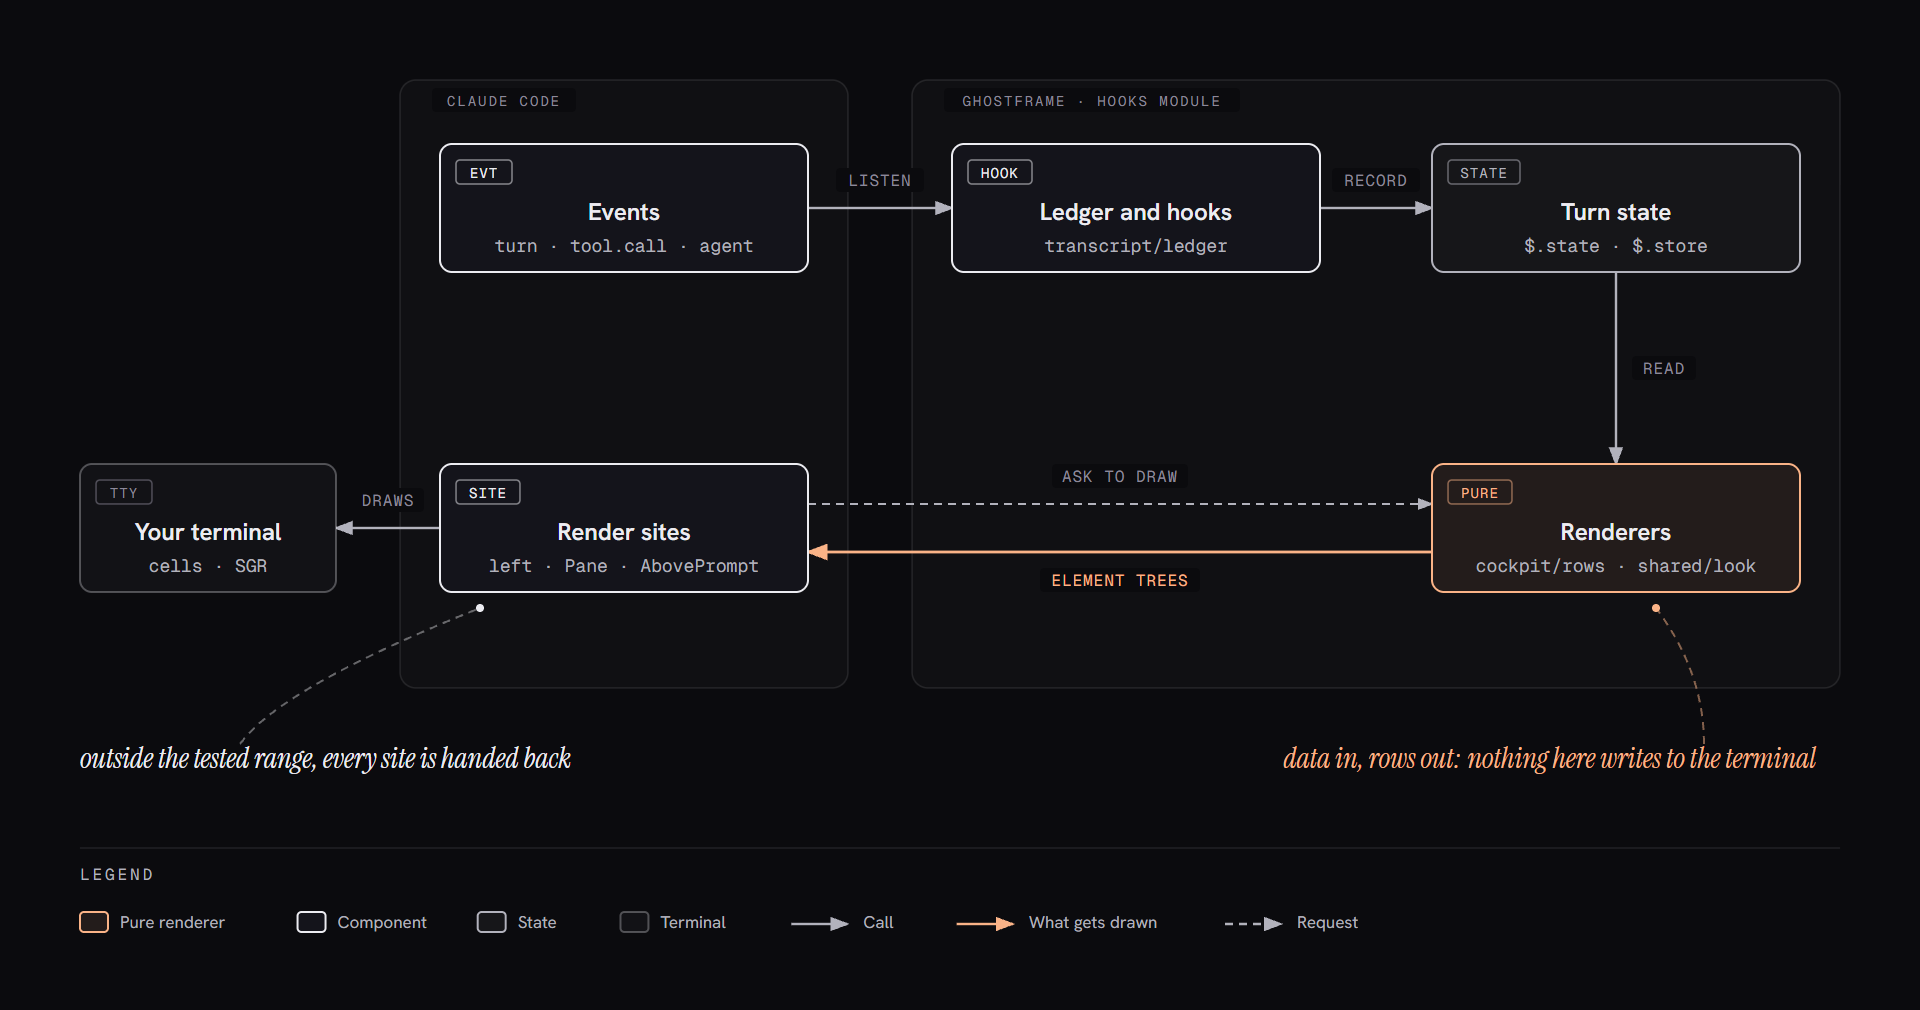 CLAUDE CODE
GHOSTFRAME · HOOKS MODULE
EVT
Events
turn · tool.call · agent
LISTEN
HOOK
Ledger and hooks
transcript/ledger
RECORD
STATE
Turn state
$.state · $.store
READ
TTY
Your terminal
cells · SGR
DRAWS
SITE
Render sites
left · Pane · AbovePrompt
ASK TO DRAW
ELEMENT TREES
PURE
Renderers
cockpit/rows · shared/look
outside the tested range, every site is handed back
data in, rows out: nothing here writes to the terminal
LEGEND
Pure renderer
Component
State
Terminal
Call
What gets drawn
Request